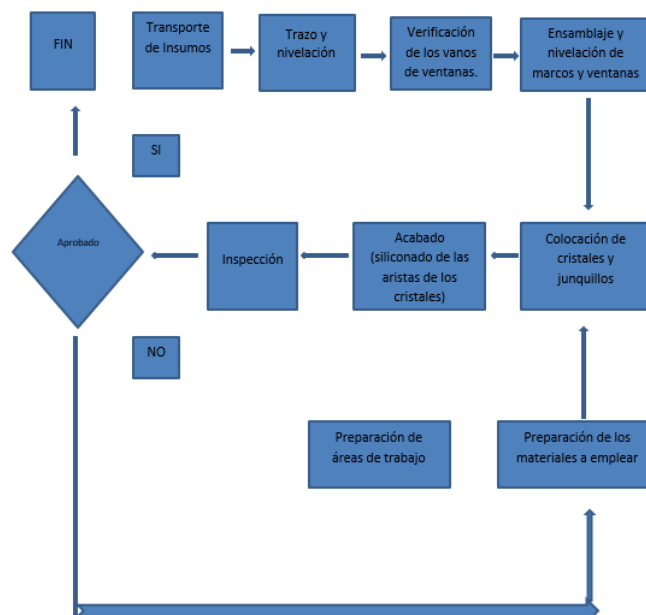 FIN
Transporte
de Insumos
Trazo y
nivelación
Verificación
de los vanos
de ventanas.
Ensamblaje y
nivelación de
marcos y ventanas
SI
Aprobado
Inspección
Acabado
(siliconado de las
aristas de los
cristales)
Colocación de
cristales y
junquillos
NO
Preparación de
áreas de trabajo
Preparación de los
materiales a emplear